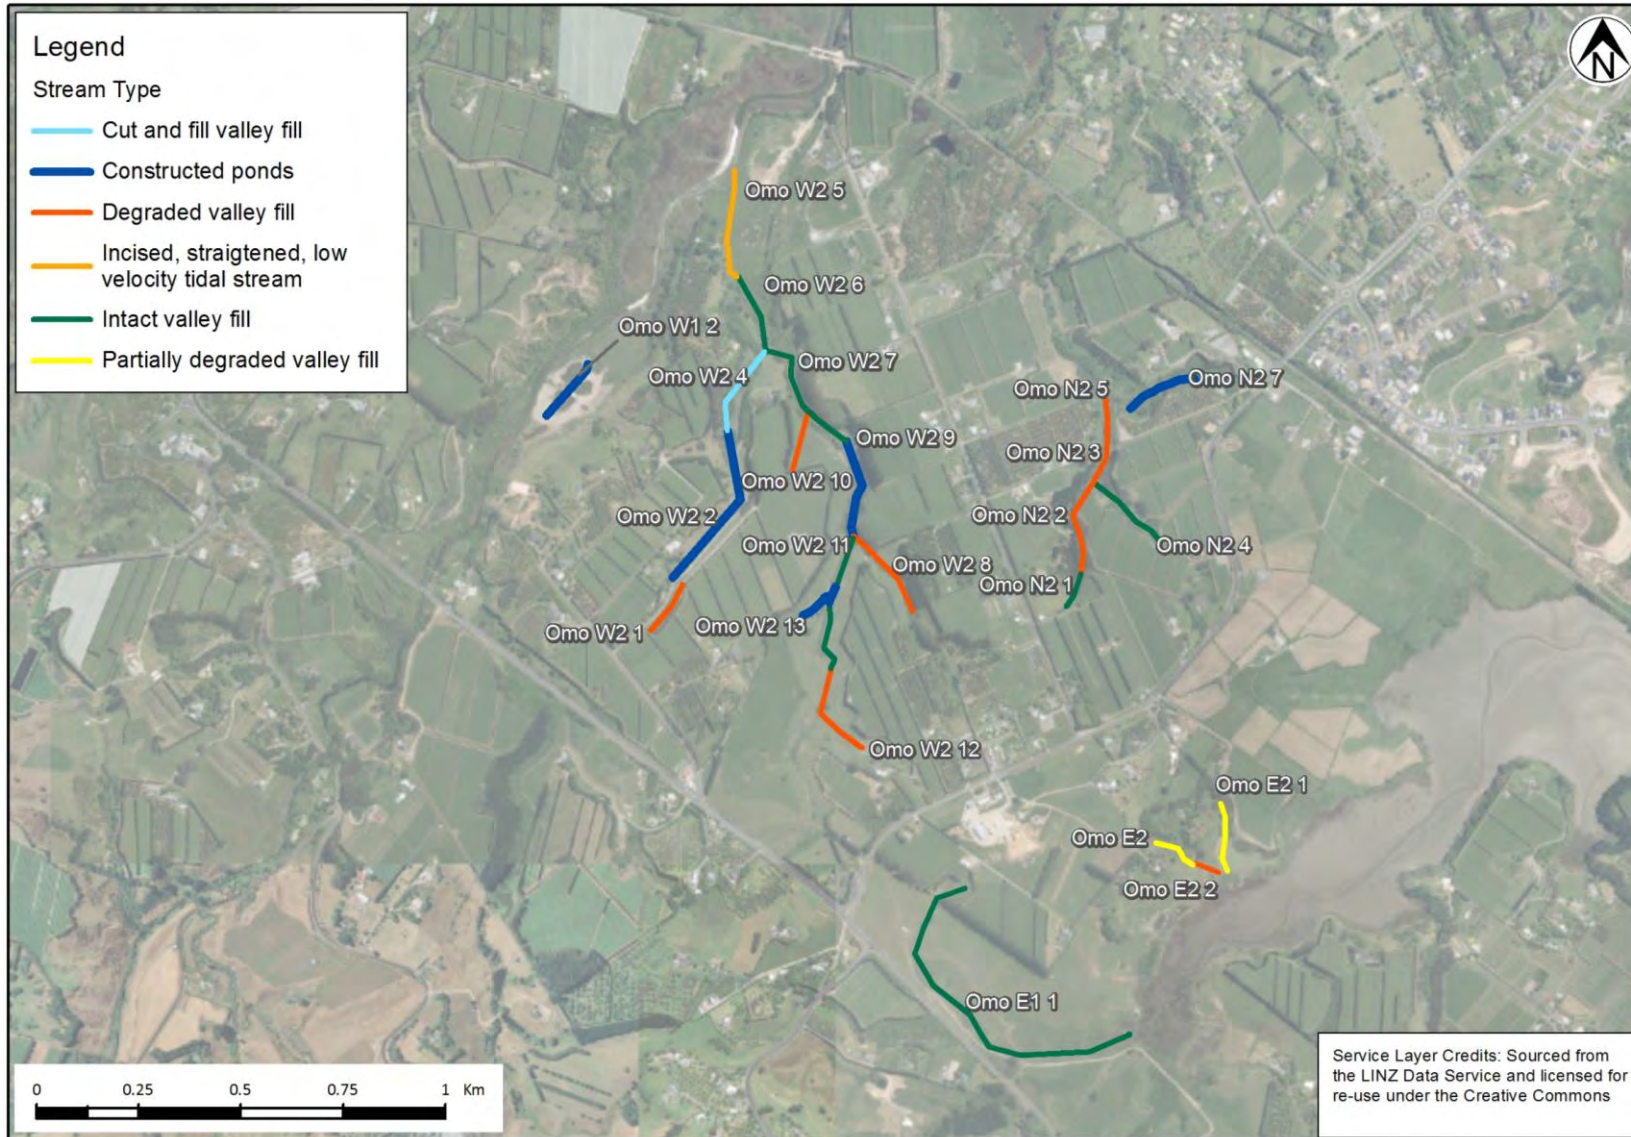 Legend
Stream Type
Cut and fill valley fill
Constructed ponds
Degraded valley fill
Incised, straigtened, low
velocity tidal stream
Intact valley fill
Partially degraded valley fill
N
Omo W2 5
Omo W2 6
Omo W1 2
Omo W2 7
Omo W2 4
Omo N2 7
Omo N2 5
Omo W2 9
Omo N2 3
Omo W2 10
Omo W2 2
Omo N2 2
Omo W2 11
Omo N2 4
Omo W2 8
Omo N2 1
Omo W2 1
Omo W2 13
Omo W2 12
Omo E2 1
Omo E2
Omo E2 2
Omo E1 1
0 0.25 0.5 0.75 1 Km
Service Layer Credits: Sourced from
the LINZ Data Service and licensed for
re-use under the Creative Commons